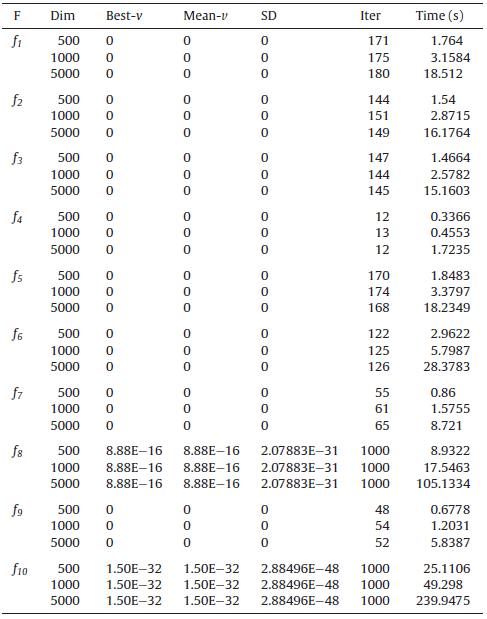 F Dim Best-v Mean-v SD Iter Time (s)
f1 500 0 0 0 171 1.764
1000 0 0 0 175 3.1584
5000 0 0 0 180 18.512
f2 500 0 0 0 144 1.54
1000 0 0 0 151 2.8715
5000 0 0 0 149 16.1764
f3 500 0 0 0 147 1.4664
1000 0 0 0 144 2.5782
5000 0 0 0 145 15.1603
f4 500 0 0 0 12 0.3366
1000 0 0 0 13 0.4553
5000 0 0 0 12 1.7235
f5 500 0 0 0 170 1.8483
1000 0 0 0 174 3.3797
5000 0 0 0 168 18.2349
f6 500 0 0 0 122 2.9622
1000 0 0 0 125 5.7987
5000 0 0 0 126 28.3783
f7 500 0 0 0 55 0.86
1000 0 0 0 61 1.5755
5000 0 0 0 65 8.721
f8 500 8.88E−16 8.88E−16 2.07883E−31 1000 8.9322
1000 8.88E−16 8.88E−16 2.07883E−31 1000 17.5463
5000 8.88E−16 8.88E−16 2.07883E−31 1000 105.1334
f9 500 0 0 0 48 0.6778
1000 0 0 0 54 1.2031
5000 0 0 0 52 5.8387
f10 500 1.50E−32 1.50E−32 2.88496E−48 1000 25.1106
1000 1.50E−32 1.50E−32 2.88496E−48 1000 49.298
5000 1.50E−32 1.50E−32 2.88496E−48 1000 239.9475